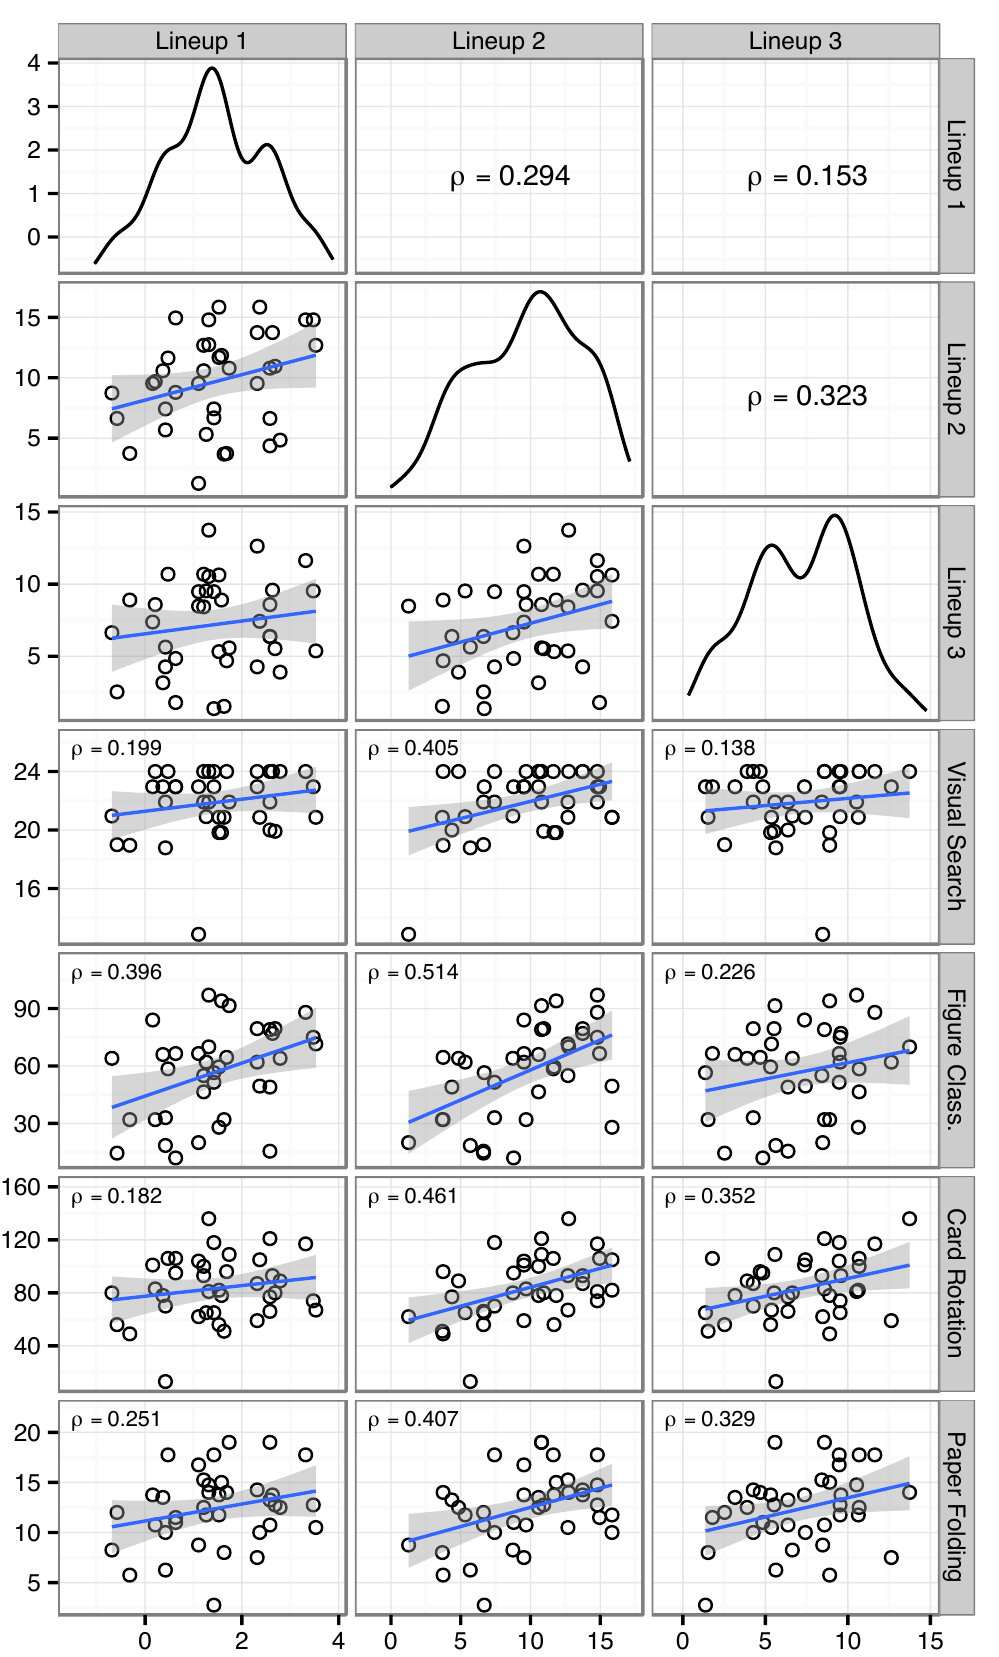 Lineup 1 Lineup 2 Lineup 3
4
3
2
1
0
ρ = 0.294 ρ = 0.153
Lineup 1
15
10
5
ρ = 0.323
Lineup 2
15
10
5
Lineup 3
ρ = 0.199 ρ = 0.405 ρ = 0.138
24
20
16
Visual Search
ρ = 0.396 ρ = 0.514 ρ = 0.226
90
60
30
Figure Class.
ρ = 0.182 ρ = 0.461 ρ = 0.352
160
120
80
40
Card Rotation
ρ = 0.251 ρ = 0.407 ρ = 0.329
20
15
10
5
Paper Folding
0 2 4 0 5 10 15 0 5 10 15